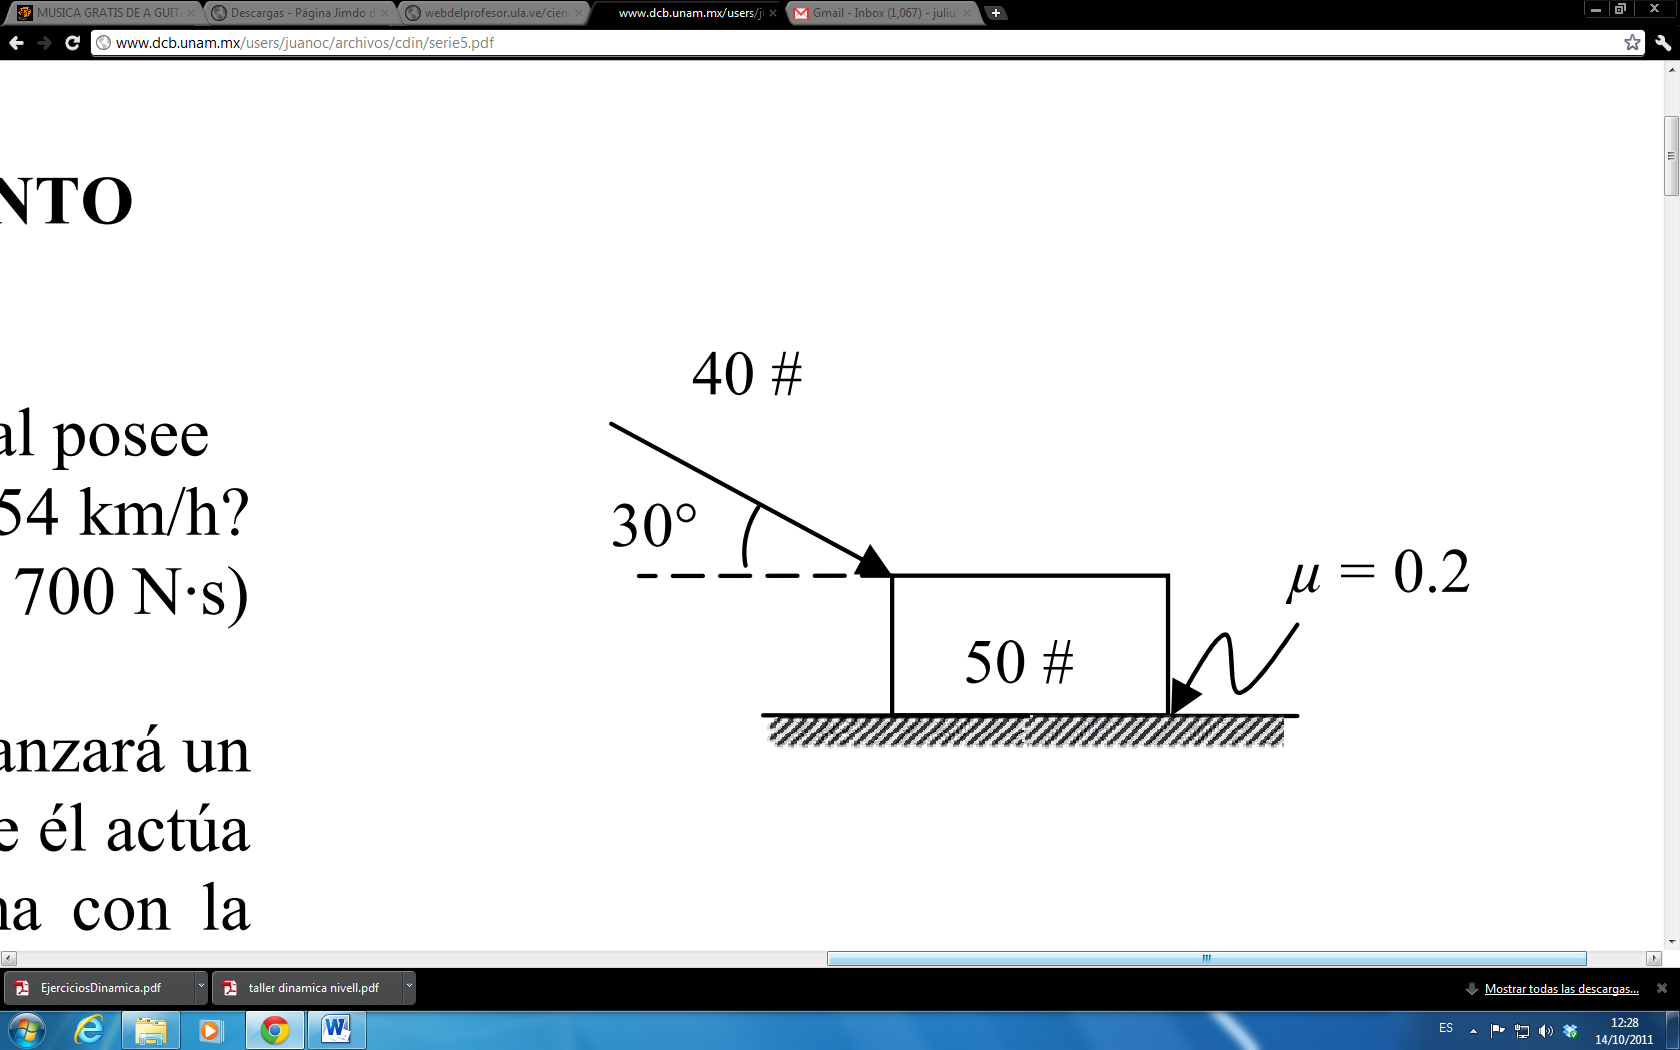 MUSICA GRATIS DE A GUIT
Descargas - Página Jimdo d
webdelprofesor.ula.ve/cien
www.dcb.unam.mx/users/j
Gmail - Inbox (1,067) - juliu
www.dcb.unam.mx/users/juanoc/archivos/cdin/serie5.pdf
NTO
40 #
al posee
54 km/h?
30°
μ = 0.2
700 N·s)
50 #
anzará un
e él actúa
na con la
EjerciciosDinamica.pdf
taller dinamica nivelI.pdf
Mostrar todas las descargas...
ES
12:28
14/10/2011